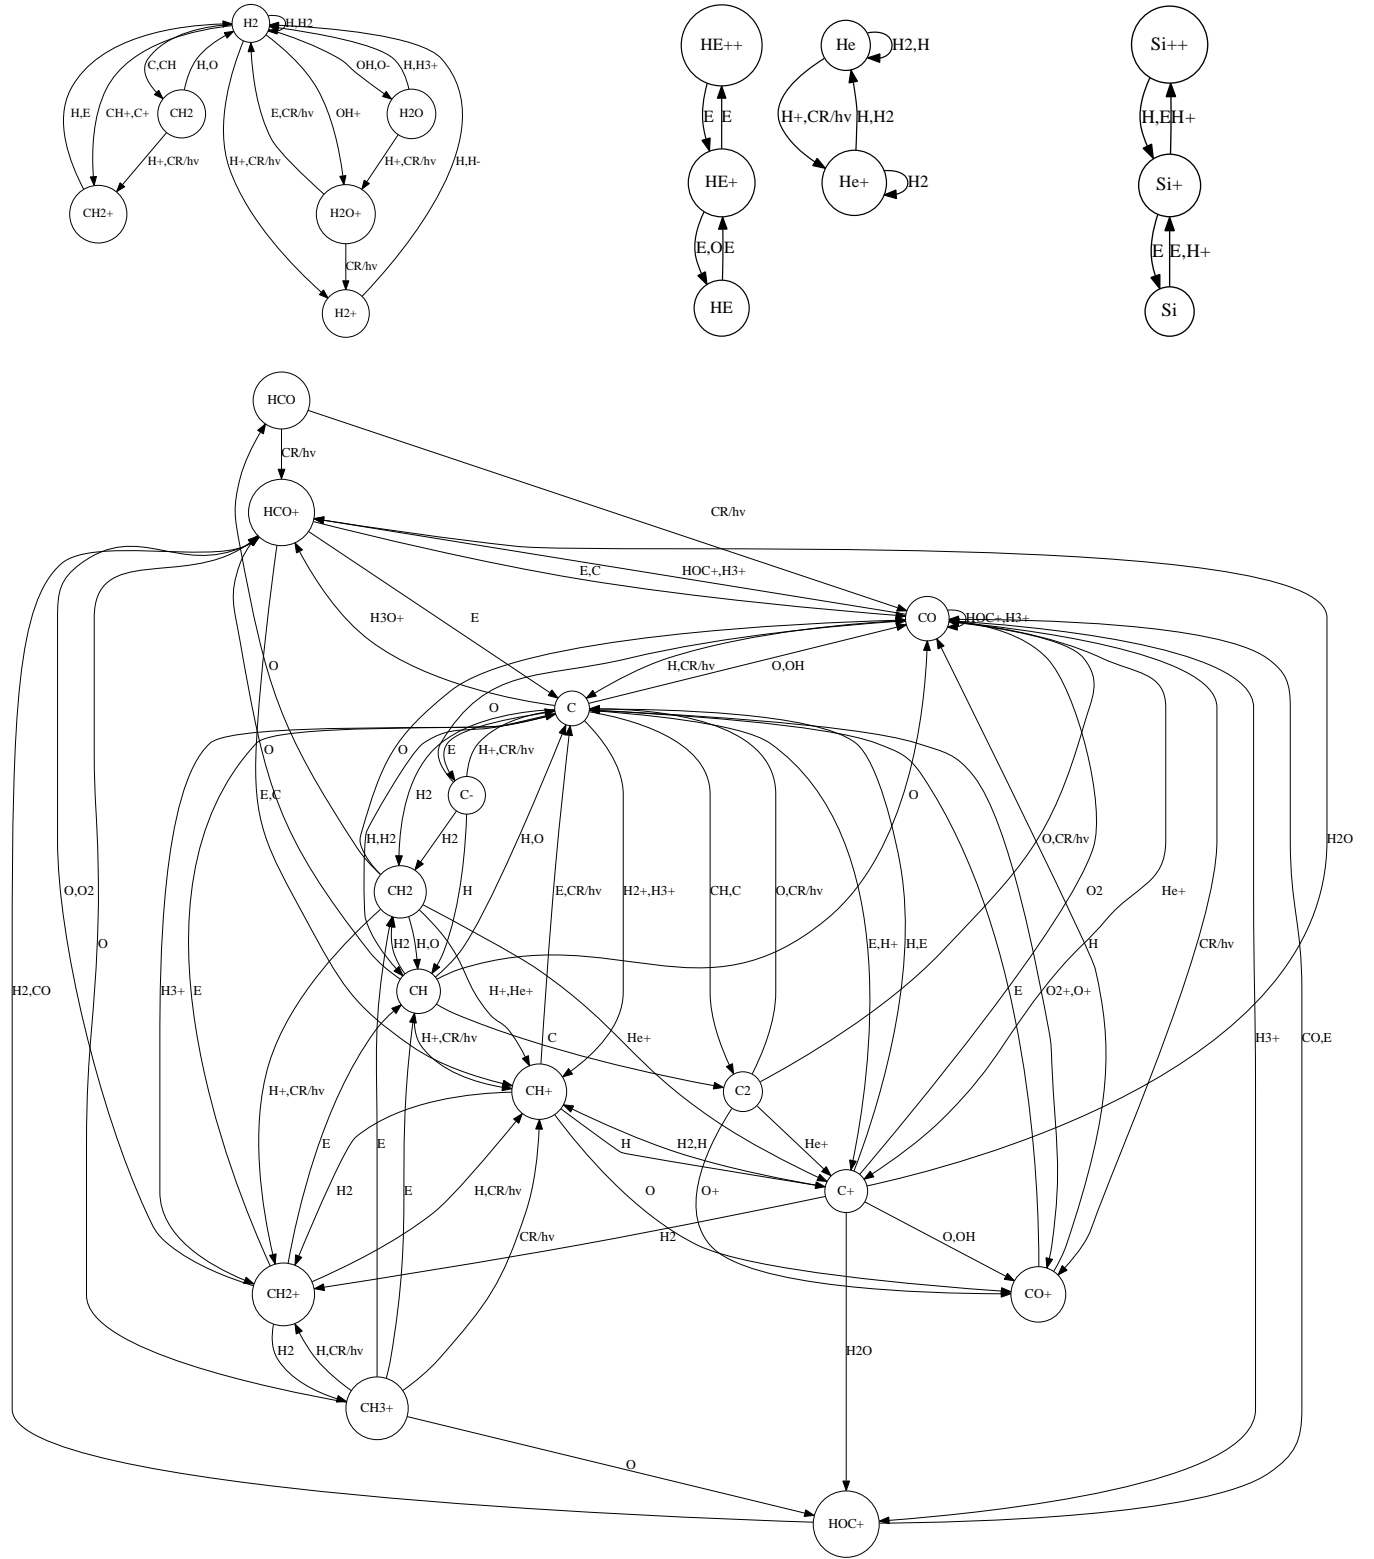 H2
H,H2
C,CH
H,O
OH,O-
H,H3+
H,E
CH+,C+
CH2
E,CR/hv
OH+
H2O
H+,CR/hv
H+,CR/hv
H+,CR/hv
H,H-
CH2+
H2O+
CR/hv
H2+
HE++
E
E
HE+
E,O
E
HE
He
H2,H
H+,CR/hv
H,H2
He+
H2
Si++
H,E
H+
Si+
E
E,H+
Si
HCO
CR/hv
HCO+
CR/hv
E,C
HOC+,H3+
H3O+
E
CO
HOC+,H3+
O
H,CR/hv
O,OH
C
O
O
O
E
H+,CR/hv
E,C
H2
C-
O
H,H2
H2
H,O
O,CR/hv
H2O
CH2
O,O2
E,CR/hv
H2+,H3+
CH,C
O,CR/hv
O2
He+
H
O
H2
H,O
E,H+
H,E
H
CR/hv
H2,CO
H3+
E
CH
H+,He+
E
O2+,O+
H+,CR/hv
C
He+
H3+
CO,E
H+,CR/hv
CH+
C2
E
E
H
H2,H
He+
H2
E
H,CR/hv
O
O+
C+
CR/hv
H2
O,OH
CH2+
CO+
H2
H,CR/hv
H2O
CH3+
O
HOC+